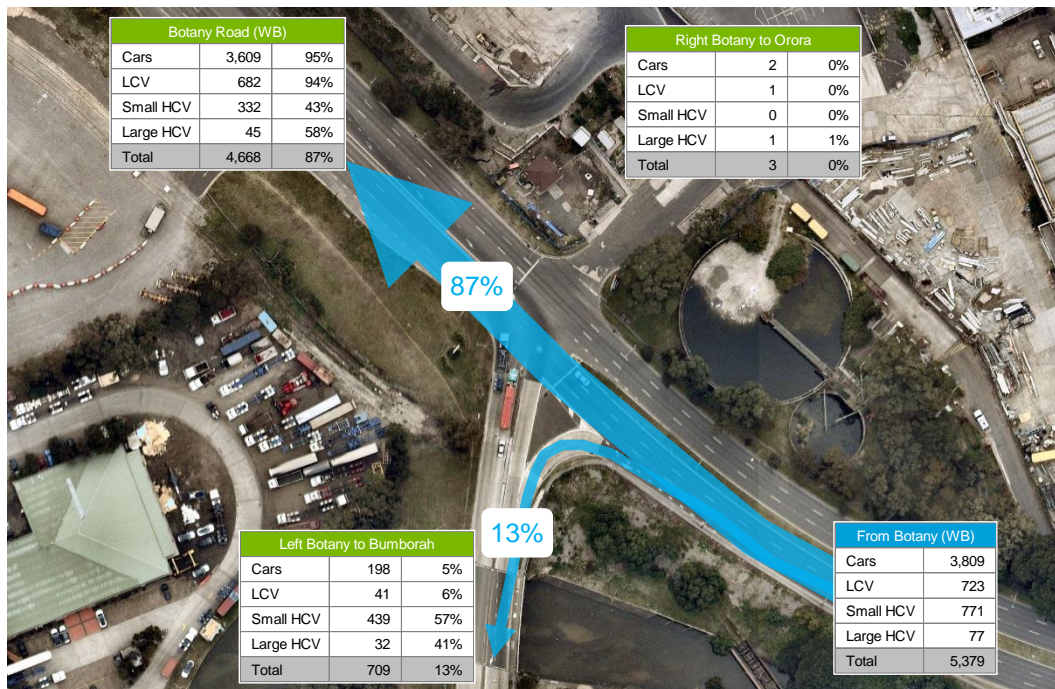 Botany Road (WB)
Cars 3,609 95%
LCV 682 94%
Small HCV 332 43%
Large HCV 45 58%
Total 4,668 87%
Right Botany to Orora
Cars 2 0%
LCV 1 0%
Small HCV 0 0%
Large HCV 1 1%
Total 3 0%
87%
13%
Left Botany to Bumborah
Cars 198 5%
LCV 41 6%
Small HCV 439 57%
Large HCV 32 41%
Total 709 13%
From Botany (WB)
Cars 3,809
LCV 723
Small HCV 771
Large HCV 77
Total 5,379